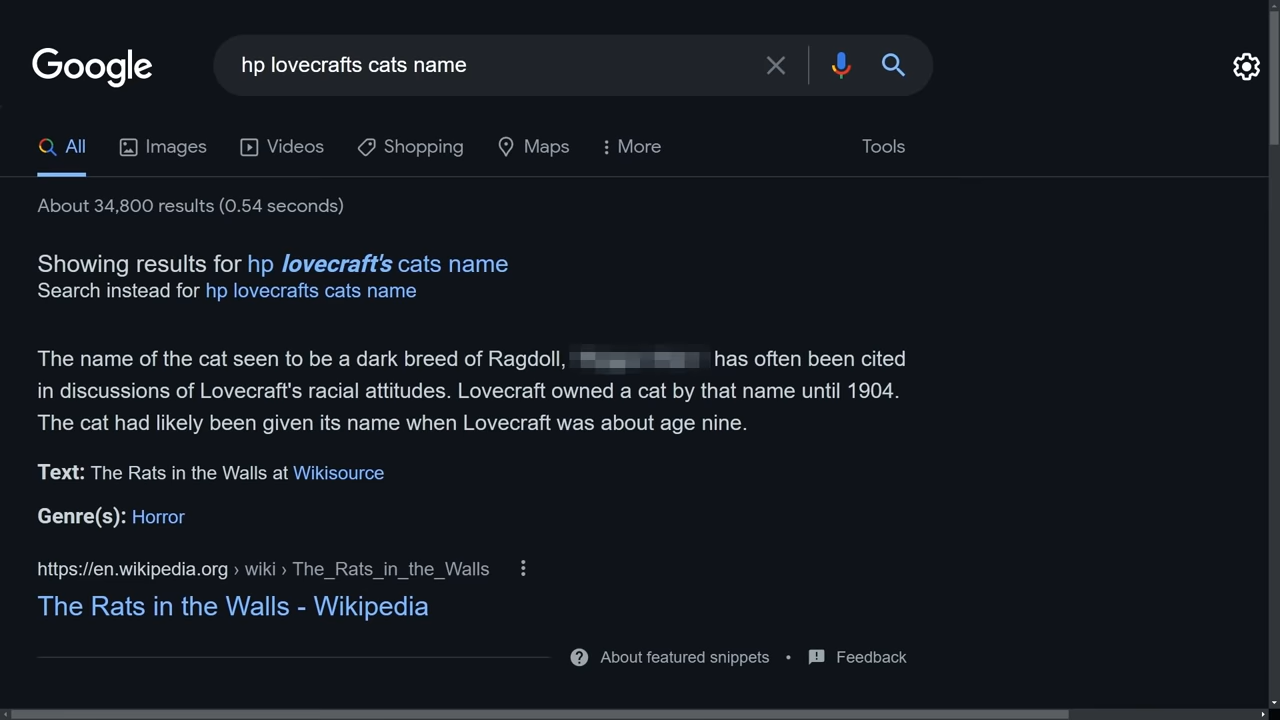 Google
hp lovecrafts cats name
All Images Videos Shopping Maps More Tools
About 34,800 results (0.54 seconds)
Showing results for hp lovecraft's cats name
Search instead for hp lovecrafts cats name
The name of the cat seen to be a dark breed of Ragdoll, has often been cited
in discussions of Lovecraft's racial attitudes. Lovecraft owned a cat by that name until 1904.
The cat had likely been given its name when Lovecraft was about age nine.
Text: The Rats in the Walls at Wikisource
Genre(s): Horror
https://en.wikipedia.org › wiki › The_Rats_in_the_Walls
The Rats in the Walls - Wikipedia
About featured snippets • Feedback